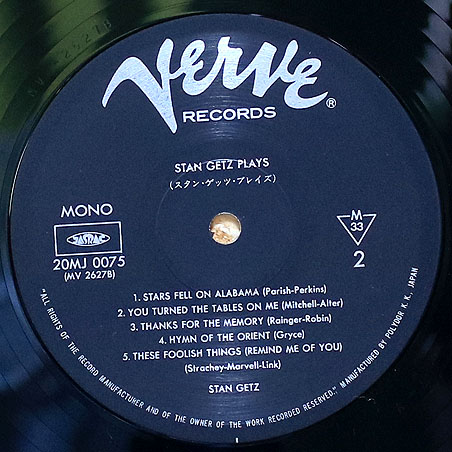 Verve®
RECORDS
STAN GETZ PLAYS
(スタン・ゲッツ・プレイズ)
MONO
JASRAC
20MJ 0075
(MV 2627B)
M
33
2
1. STARS FELL ON ALABAMA (Parish-Perkins)
2. YOU TURNED THE TABLES ON ME (Mitchell-Alter)
3. THANKS FOR THE MEMORY (Rainger-Robin)
4. HYMN OF THE ORIENT (Gryce)
5. THESE FOOLISH THINGS (REMIND ME OF YOU)
(Strachey-Marvell-Link)
STAN GETZ
"ALL RIGHTS OF THE RECORD MANUFACTURER AND OF THE OWNER OF THE WORK RECORDED RESERVED." MANUFACTURED BY POLYDOR K.K., JAPAN